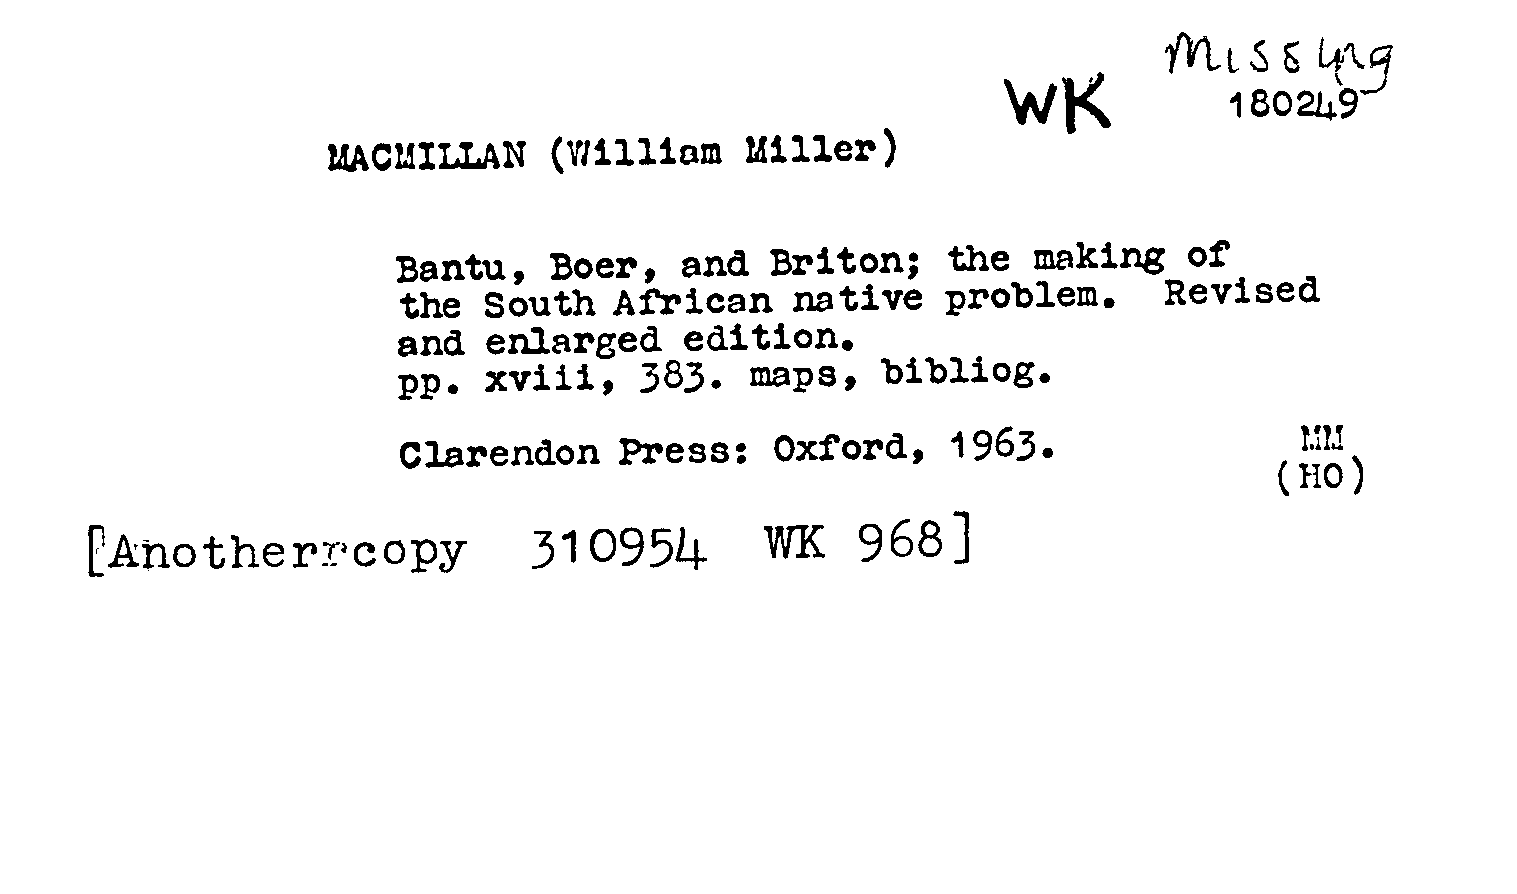 Missing
WK 180249
MACMILLAN (William Miller)
Bantu, Boer, and Briton; the making of
the South African native problem. Revised
and enlarged edition.
pp. xviii, 383. maps, bibliog.
Clarendon Press: Oxford, 1963. MM
(HO)
[Anotherrcopy 310954 WK 968]